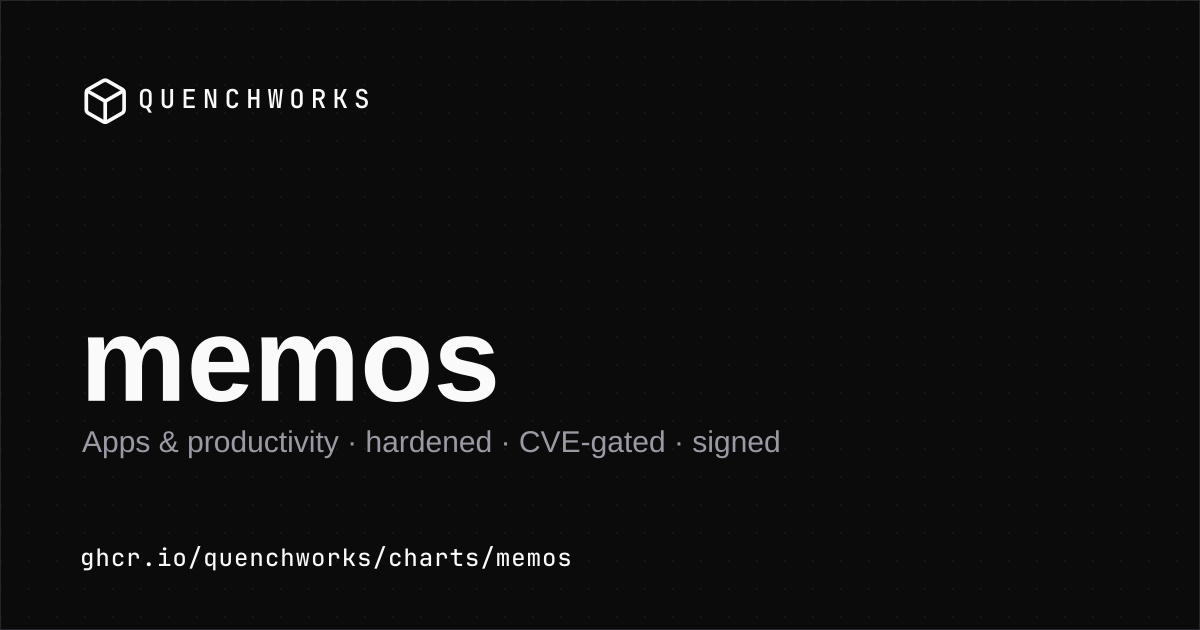 QUENCHWORKS
memos
Apps & productivity · hardened · CVE-gated · signed
ghcr.io/quenchworks/charts/memos